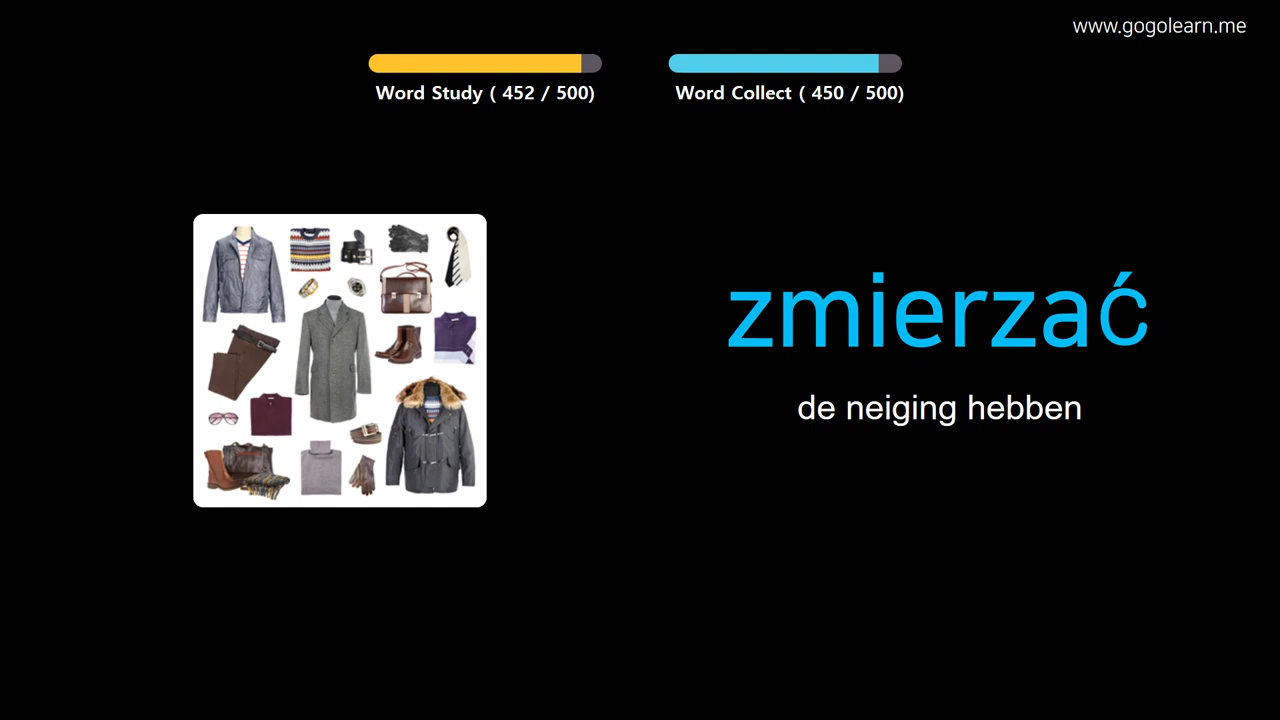 www.gogolearn.me
Word Study ( 452 / 500)
Word Collect ( 450 / 500)
zmierzać
de neiging hebben